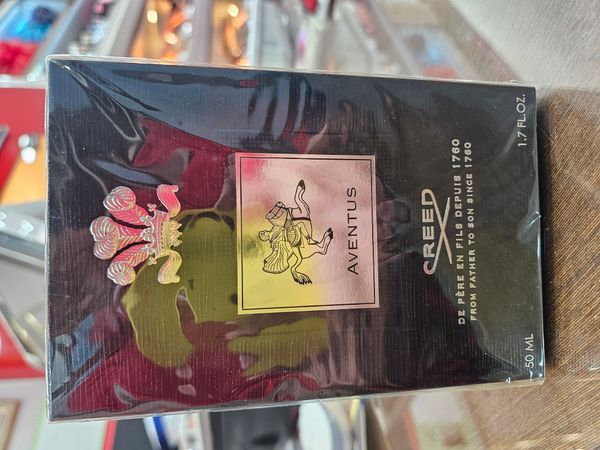 AVENTUS
CREED
DE PÈRE EN FILS DEPUIS 1760
FROM FATHER TO SON SINCE 1760
50 ML
1.7 FL.OZ.